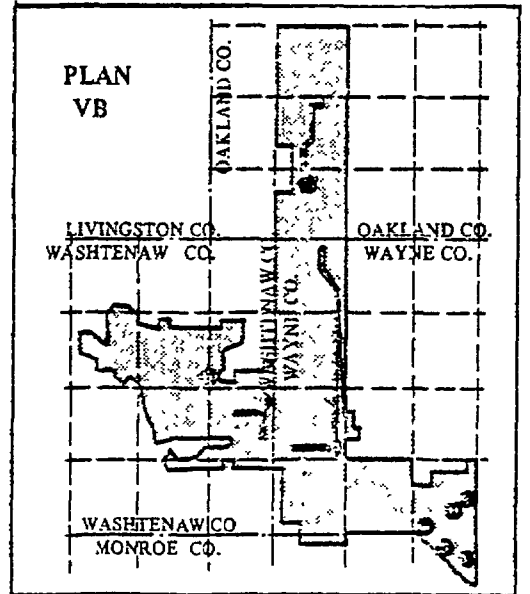 PLAN
VB
OAKLAND CO.
LIVINGSTON CO.
WASHTENAW CO.
OAKLAND CO.
WAYNE CO.
WASHTENAW CO.
WAYNE CO.
WASHTENAW CO
MONROE CO.